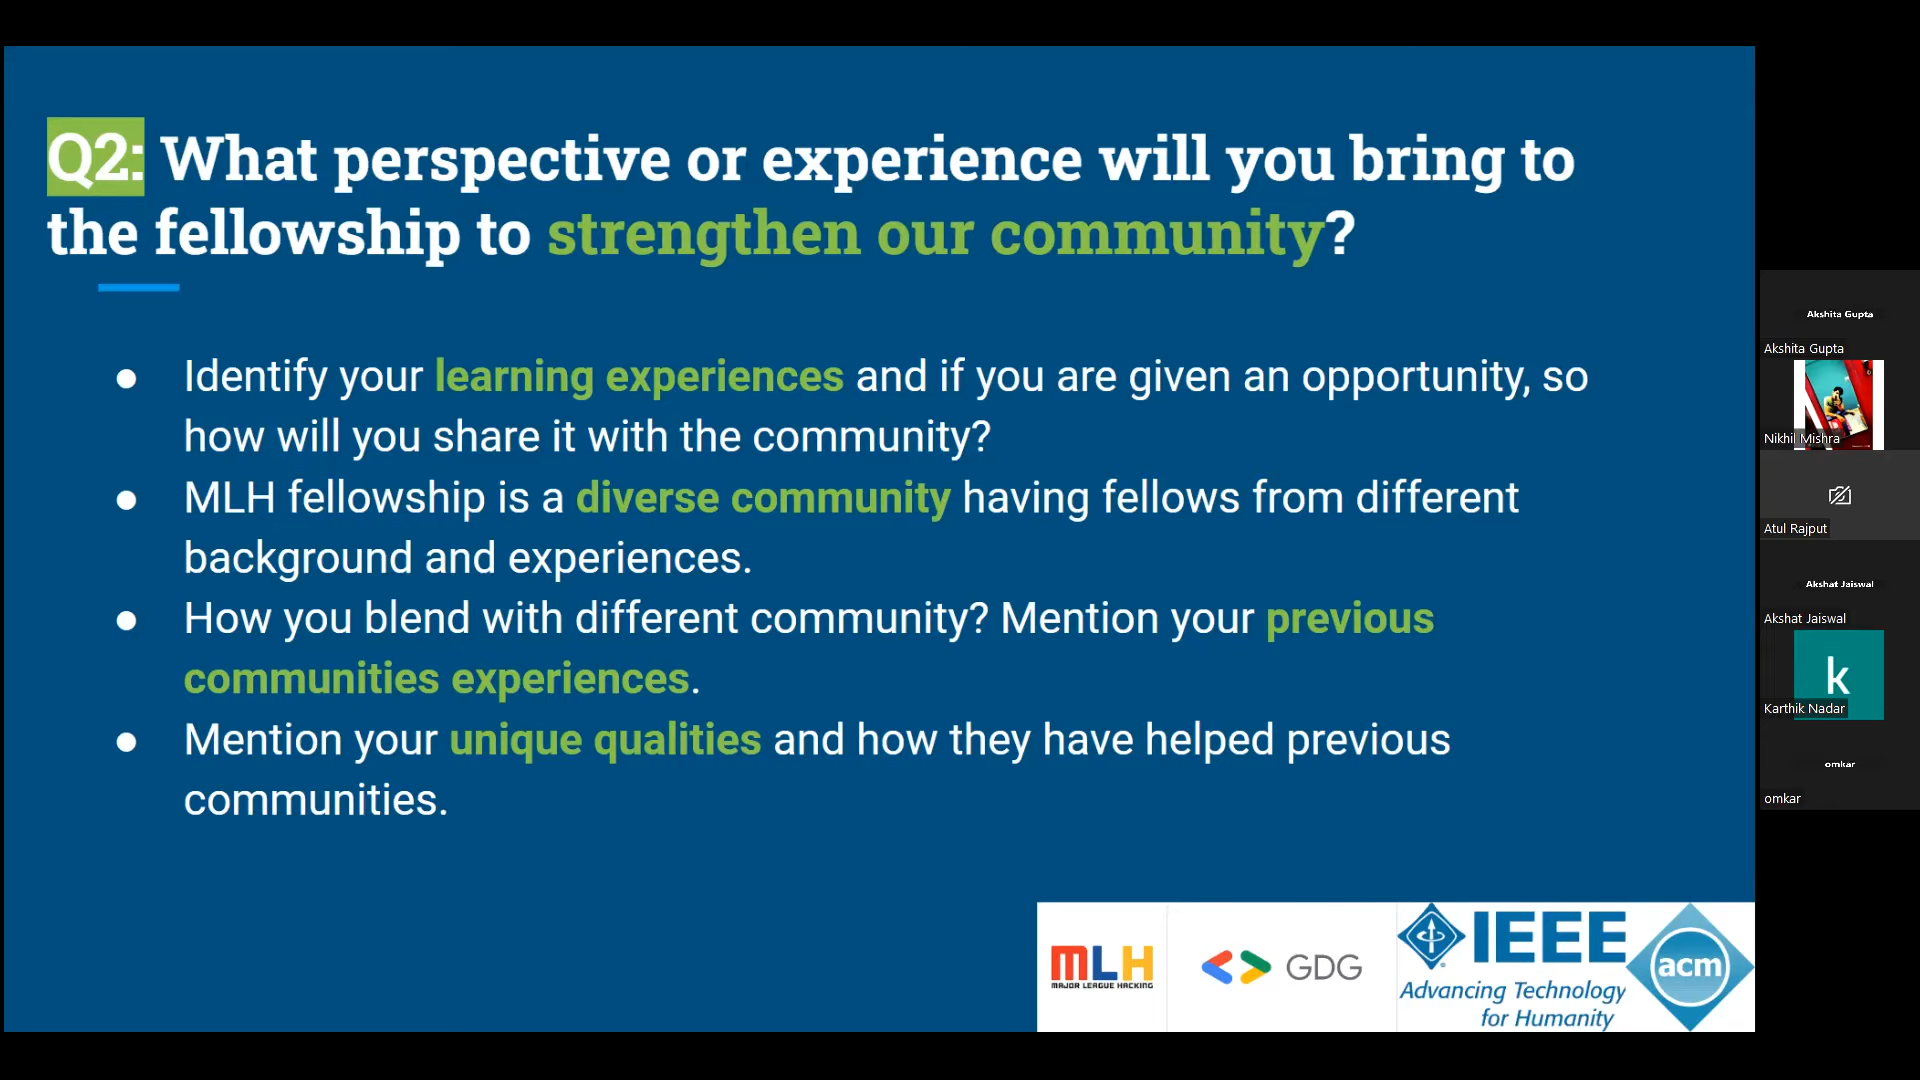 Q2: What perspective or experience will you bring to
the fellowship to strengthen our community?
● Identify your learning experiences and if you are given an opportunity, so
how will you share it with the community?
● MLH fellowship is a diverse community having fellows from different
background and experiences.
● How you blend with different community? Mention your previous
communities experiences.
● Mention your unique qualities and how they have helped previous
communities.
MLH
MAJOR LEAGUE HACKING
GDG
IEEE
Advancing Technology
for Humanity
acm
Akshita Gupta
Akshita Gupta
Nikhil Mishra
Atul Rajput
Akshat Jaiswal
Akshat Jaiswal
k
Karthik Nadar
omkar
omkar